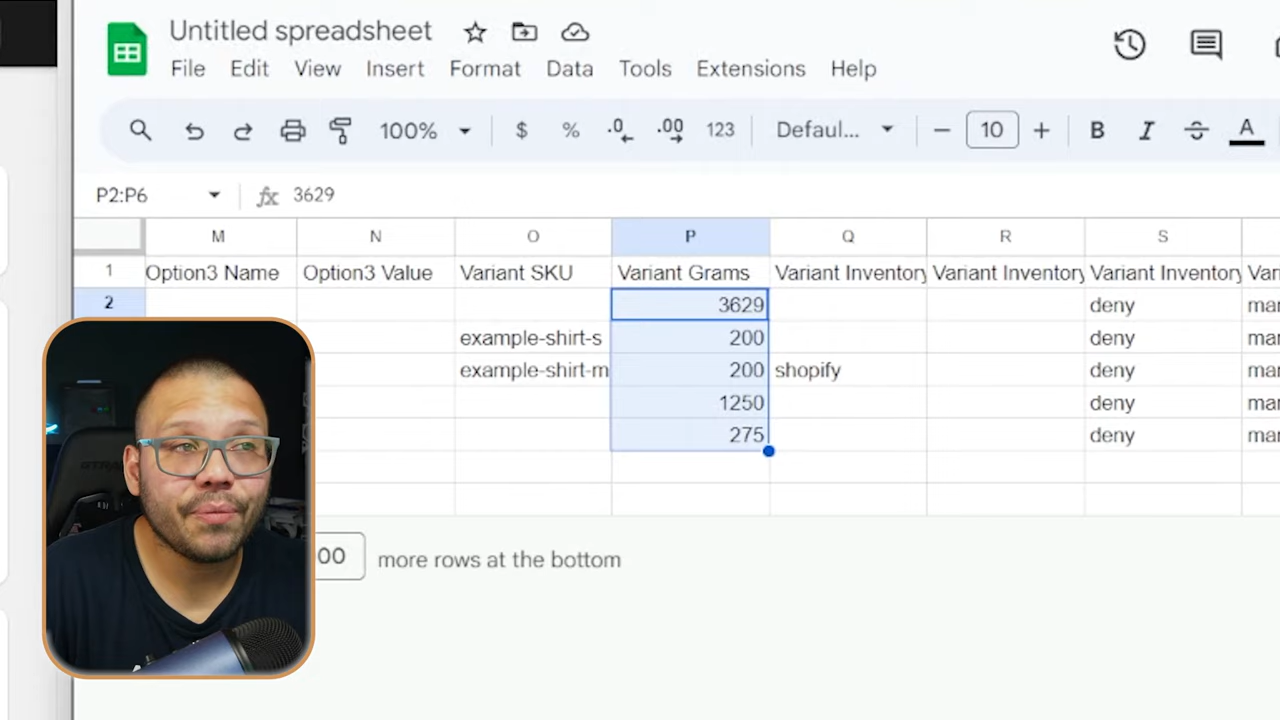 Untitled spreadsheet
File Edit View Insert Format Data Tools Extensions Help
100% $ % .0 .00 123 Defaul... 10 B I A
P2:P6 fx 3629
M N O P Q R S
1 Option3 Name Option3 Value Variant SKU Variant Grams Variant Inventory Variant Inventory Variant Inventory
2 3629 deny
example-shirt-s 200 deny
example-shirt-m 200 shopify deny
1250 deny
275 deny
00 more rows at the bottom